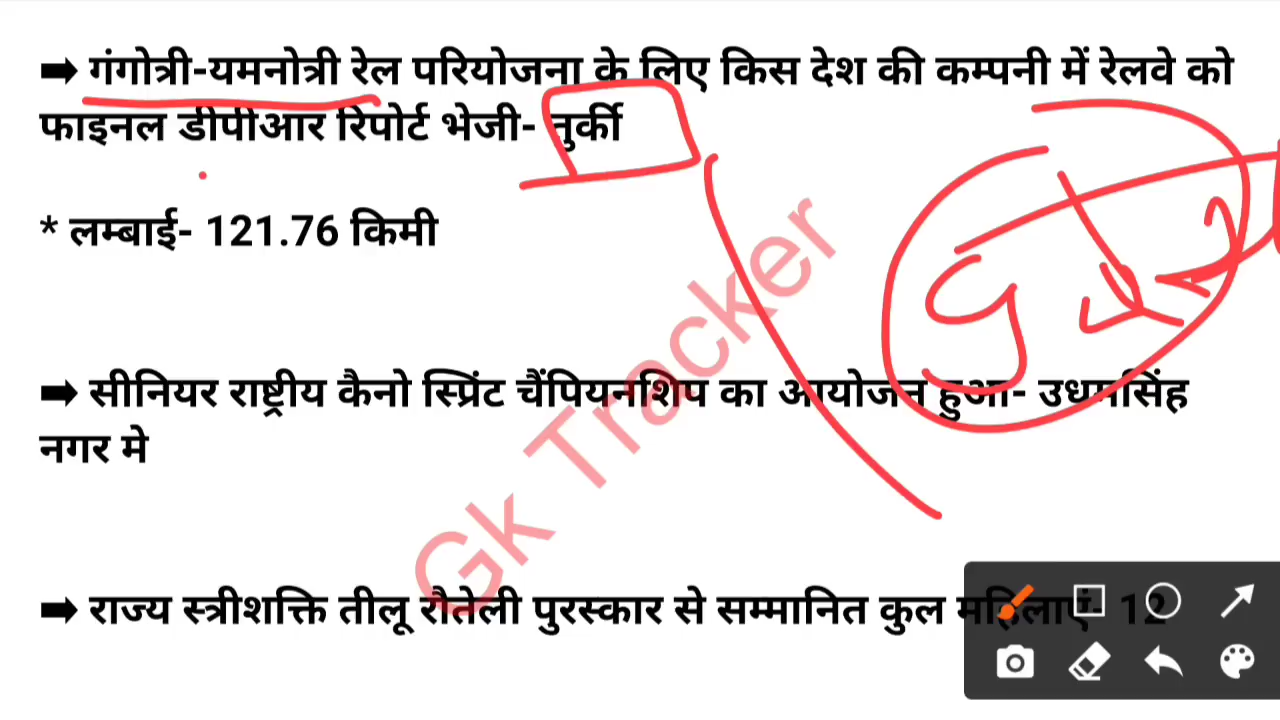 ➡ गंगोत्री-यमनोत्री रेल परियोजना के लिए किस देश की कम्पनी में रेलवे को
फाइनल डीपीआर रिपोर्ट भेजी- तुर्की
* लम्बाई- 121.76 किमी
➡ सीनियर राष्ट्रीय कैनो स्प्रिंट चैंपियनशिप का आयोजन हुआ- उधमसिंह
नगर मे
➡ राज्य स्त्रीशक्ति तीलू रौतेली पुरस्कार से सम्मानित कुल महिलाएं- 12
Gk Tracker